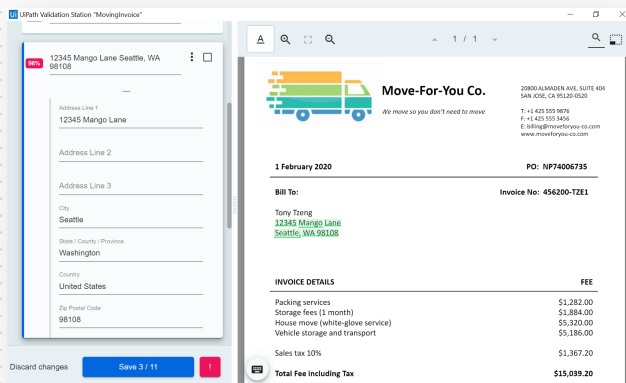 Ui UiPath Validation Station "MovingInvoice"
96%
12345 Mango Lane Seattle, WA
98108
Address Line 1
12345 Mango Lane
Address Line 2
Address Line 3
City
Seattle
State / County / Province
Washington
Country
United States
Zip Postal Code
98108
Discard changes
Save 3 / 11
!
A
1 / 1
Move-For-You Co.
We move so you don't need to move
20800 ALMADEN AVE, SUITE 404
SAN JOSE, CA 95120-0520
T: +1 425 555 9876
F: +1 425 555 3456
E: billing@moveforyou-co.com
www.moveforyou-co.com
1 February 2020
PO: NP74006735
Bill To:
Invoice No: 456200-TZE1
Tony Tzeng
12345 Mango Lane
Seattle, WA 98108
INVOICE DETAILS FEE
Packing services $1,282.00
Storage fees (1 month) $1,884.00
House move (white-glove service) $5,320.00
Vehicle storage and transport $5,186.00
Sales tax 10% $1,367.20
Total Fee including Tax $15,039.20